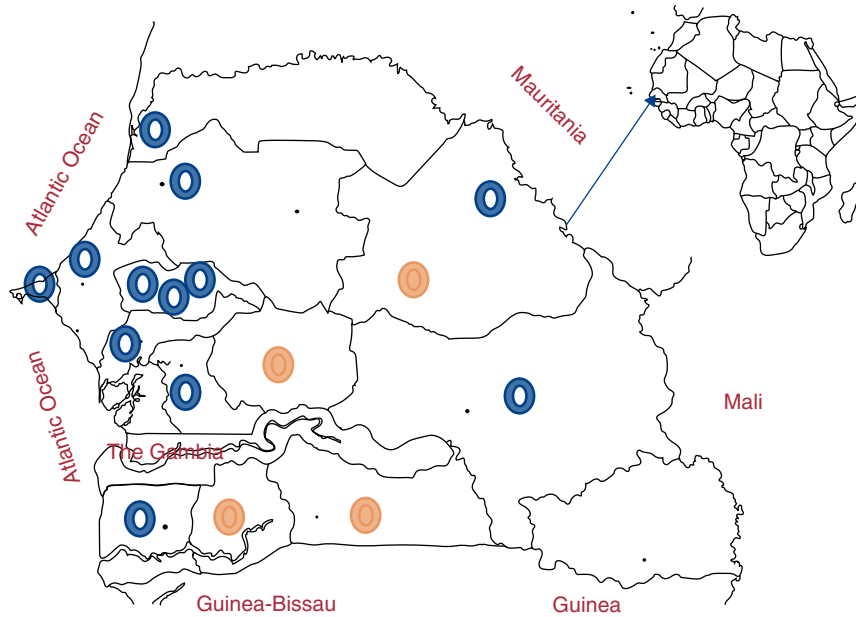 Mauritania
Atlantic Ocean
Atlantic Ocean
Mali
The Gambia
Guinea-Bissau
Guinea